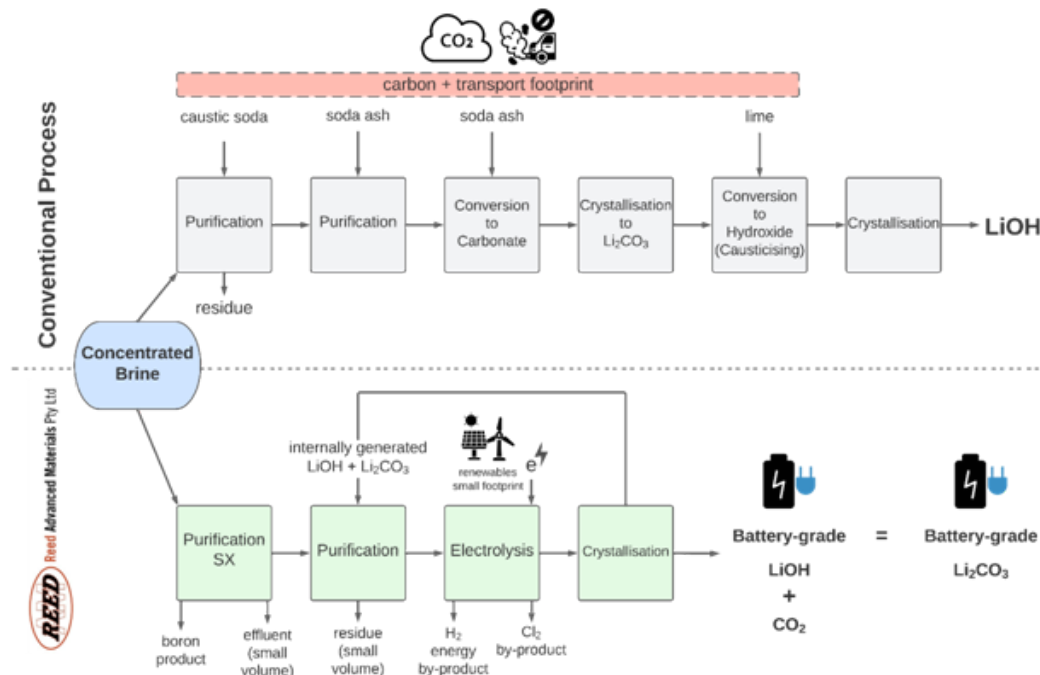 CO₂
carbon + transport footprint
caustic soda
soda ash
soda ash
lime
Conventional Process
Purification
Purification
Conversion
to
Carbonate
Crystallisation
to
Li₂CO₃
Conversion
to
Hydroxide
(Causticising)
Crystallisation
LiOH
residue
Concentrated
Brine
REED
Reed Advanced Materials Pty Ltd
internally generated
LiOH + Li₂CO₃
renewables
small footprint
e
Purification
SX
Purification
Electrolysis
Crystallisation
boron
product
effluent
(small
volume)
residue
(small
volume)
H₂
energy
by-product
Cl₂
by-product
Battery-grade
LiOH
+
CO₂
=
Battery-grade
Li₂CO₃